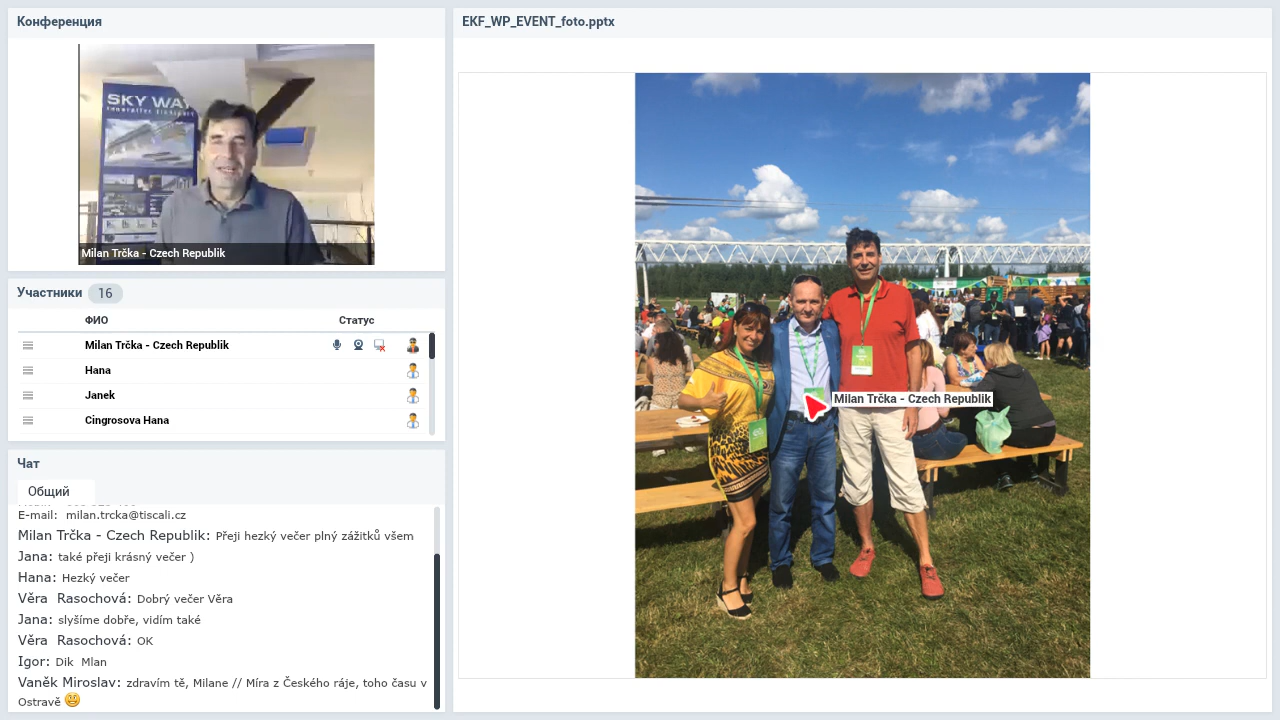 Конференция
SKY WAY
Milan Trčka - Czech Republik
Участники 16
ФИО Статус
Milan Trčka - Czech Republik
Hana
Janek
Cingrosova Hana
Чат
Общий
E-mail: milan.trcka@tiscali.cz
Milan Trčka - Czech Republik: Přeji hezký večer plný zážitků všem
Jana: také přeji krásný večer )
Hana: Hezký večer
Věra Rasochová: Dobrý večer Věra
Jana: slyšíme dobře, vidím také
Věra Rasochová: OK
Igor: Dik Mlan
Vaněk Miroslav: zdravím tě, Milane // Míra z Českého ráje, toho času v
Ostravě
EKF_WP_EVENT_foto.pptx
Milan Trčka - Czech Republik